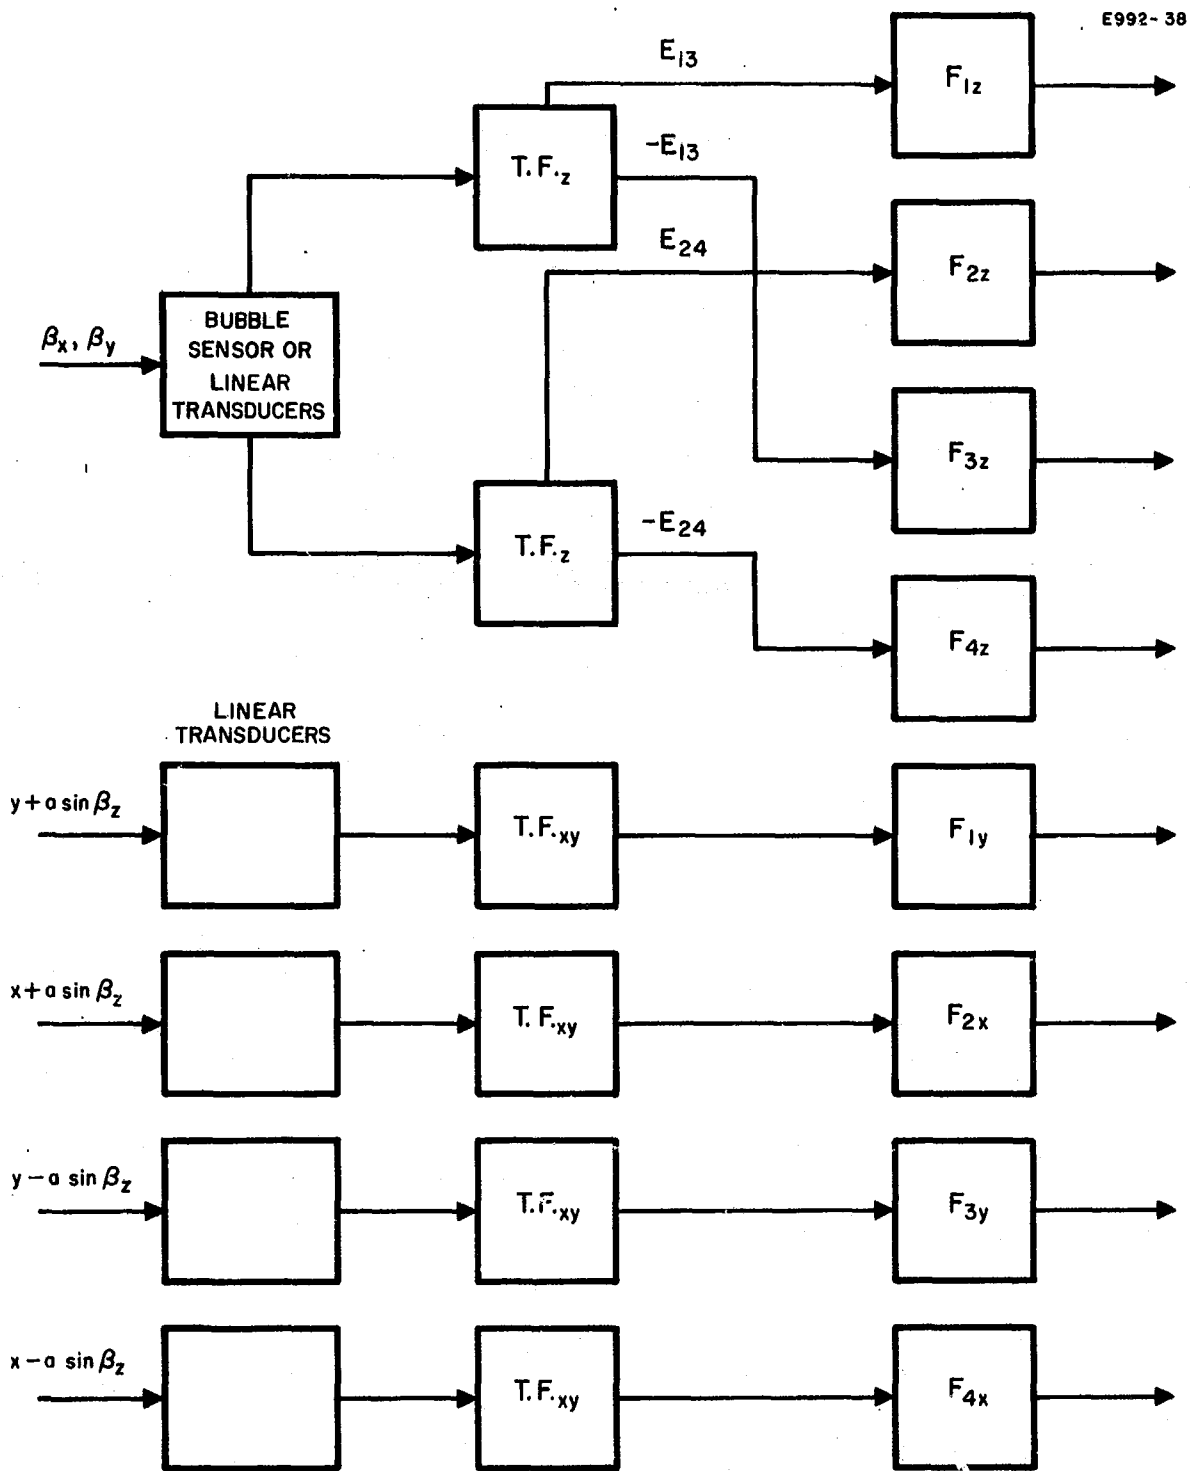 E992-38
E₁₃
F₁z
-E₁₃
T.F.z
E₂₄
F₂z
βx, βy
BUBBLE
SENSOR OR
LINEAR
TRANSDUCERS
F₃z
-E₂₄
T.F.z
F₄z
LINEAR
TRANSDUCERS
y+a sin βz
T.F.xy
F₁y
x+a sin βz
T.F.xy
F₂x
y-a sin βz
T.F.xy
F₃y
x-a sin βz
T.F.xy
F₄x